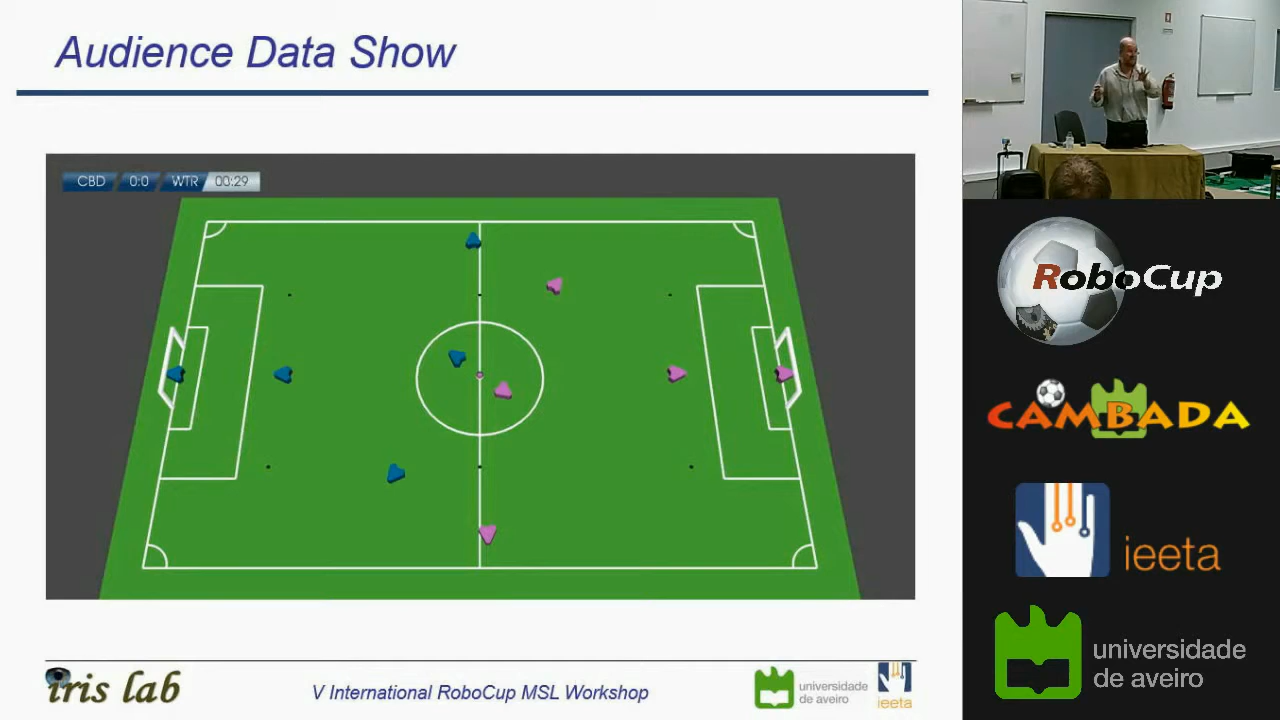 Audience Data Show
CBD 0:0 WTR 00:29
iris lab
V International RoboCup MSL Workshop
universidade
de aveiro
ieeta
RoboCup
CAMBADA
ieeta
universidade
de aveiro